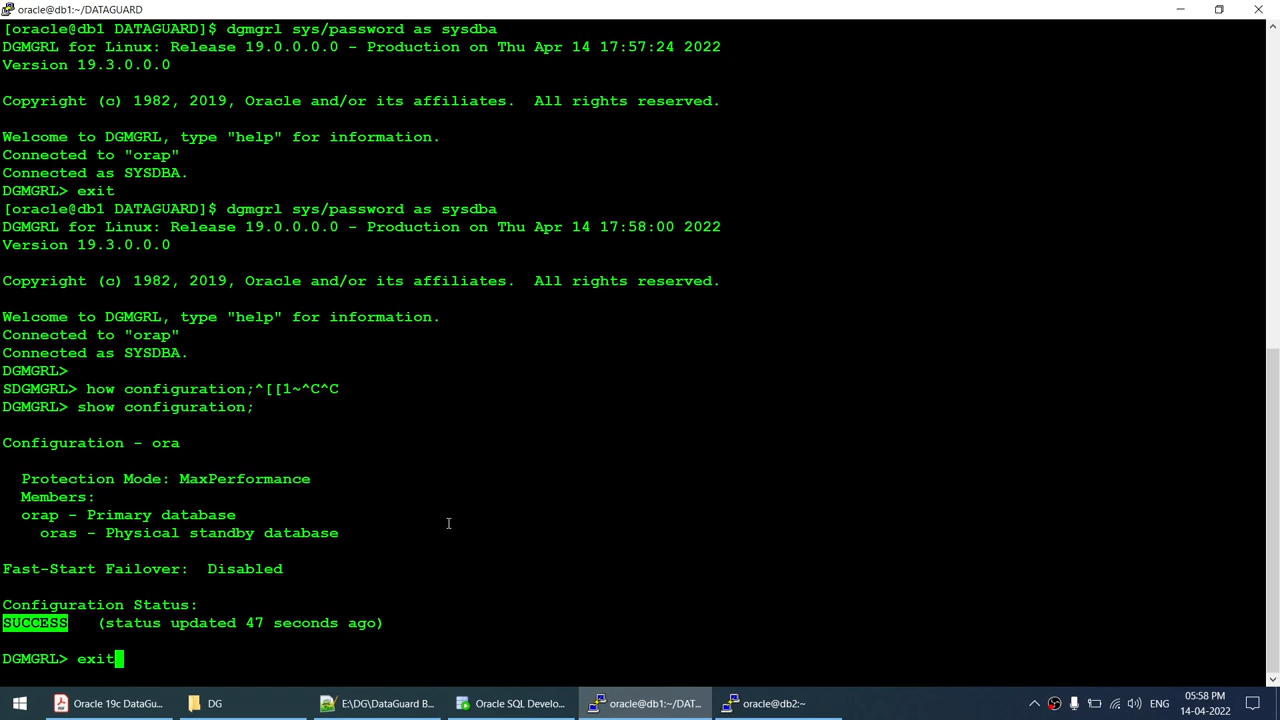 oracle@db1:~/DATAGUARD
[oracle@db1 DATAGUARD]$ dgmgrl sys/password as sysdba
DGMGRL for Linux: Release 19.0.0.0.0 - Production on Thu Apr 14 17:57:24 2022
Version 19.3.0.0.0
Copyright (c) 1982, 2019, Oracle and/or its affiliates.  All rights reserved.
Welcome to DGMGRL, type "help" for information.
Connected to "orap"
Connected as SYSDBA.
DGMGRL> exit
[oracle@db1 DATAGUARD]$ dgmgrl sys/password as sysdba
DGMGRL for Linux: Release 19.0.0.0.0 - Production on Thu Apr 14 17:58:00 2022
Version 19.3.0.0.0
Copyright (c) 1982, 2019, Oracle and/or its affiliates.  All rights reserved.
Welcome to DGMGRL, type "help" for information.
Connected to "orap"
Connected as SYSDBA.
DGMGRL>
SDGMGRL> how configuration;^[[1~^C^C
DGMGRL> show configuration;
Configuration - ora
Protection Mode: MaxPerformance
Members:
orap - Primary database
oras - Physical standby database
Fast-Start Failover:  Disabled
Configuration Status:
SUCCESS   (status updated 47 seconds ago)
DGMGRL> exit
Oracle 19c DataGu...
DG
E:\DG\DataGuard B...
Oracle SQL Develo...
oracle@db1:~/DAT...
oracle@db2:~
ENG
05:58 PM
14-04-2022